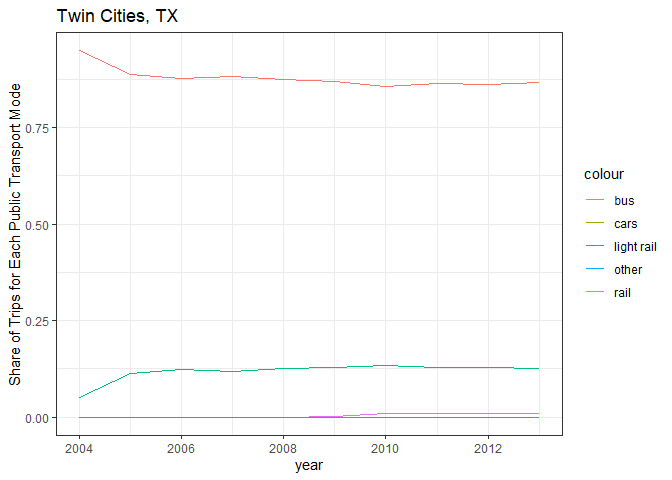 Twin Cities, TX
Share of Trips for Each Public Transport Mode
0.75
0.50
0.25
0.00
2004 2006 2008 2010 2012
year
colour
bus
cars
light rail
other
rail